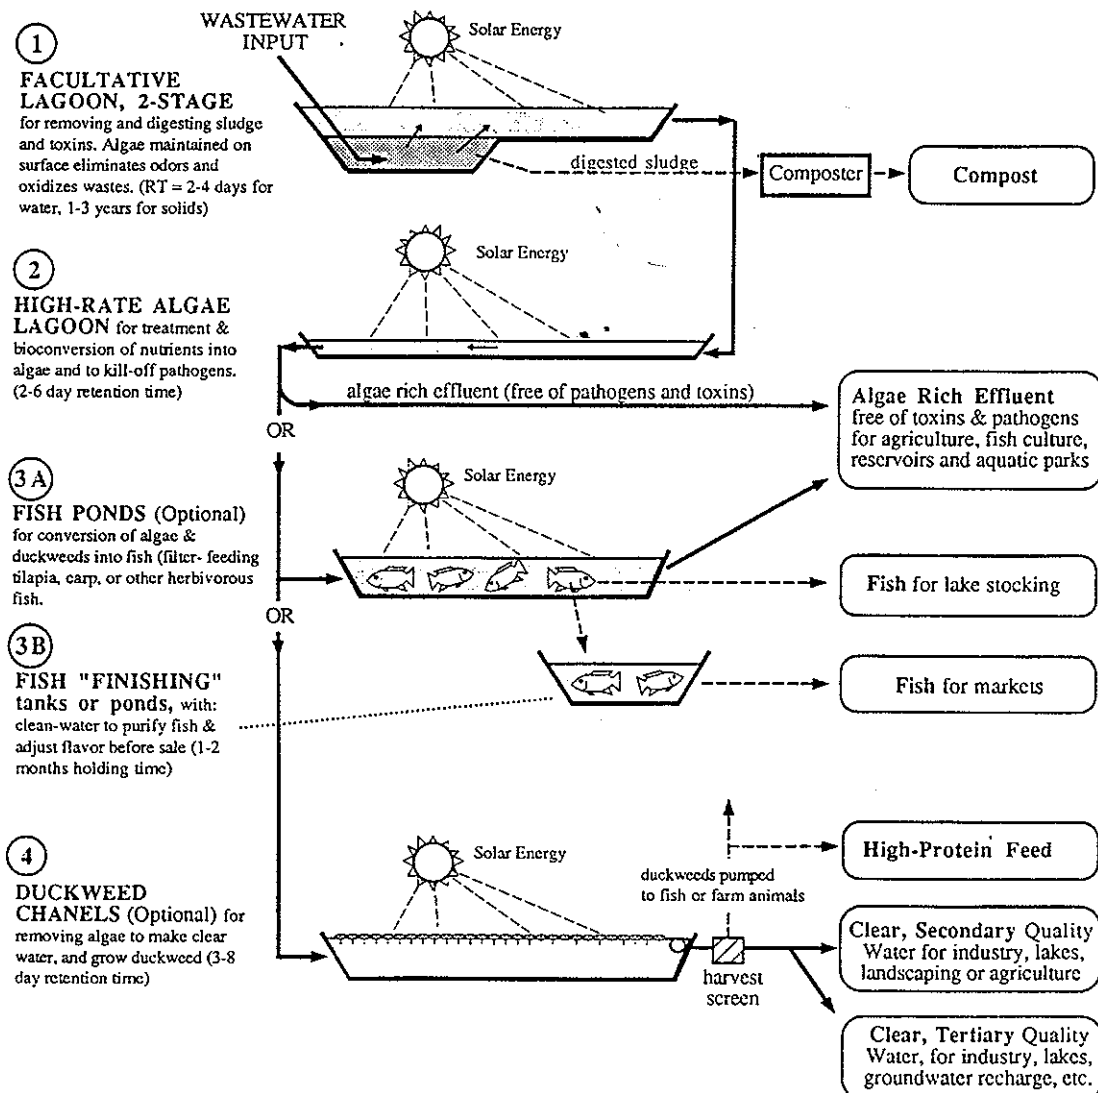 WASTEWATER
INPUT
Solar Energy
1
FACULTATIVE
LAGOON, 2-STAGE
for removing and digesting sludge
and toxins. Algae maintained on
surface eliminates odors and
oxidizes wastes. (RT = 2-4 days for
water, 1-3 years for solids)
digested sludge
Composter
Compost
Solar Energy
2
HIGH-RATE ALGAE
LAGOON for treatment &
bioconversion of nutrients into
algae and to kill-off pathogens.
(2-6 day retention time)
algae rich effluent (free of pathogens and toxins)
Algae Rich Effluent
free of toxins & pathogens
for agriculture, fish culture,
reservoirs and aquatic parks
OR
Solar Energy
3A
FISH PONDS (Optional)
for conversion of algae &
duckweeds into fish (filter- feeding
tilapia, carp, or other herbivorous
fish.
Fish for lake stocking
OR
3B
FISH "FINISHING"
tanks or ponds, with:
clean-water to purify fish &
adjust flavor before sale (1-2
months holding time)
Fish for markets
Solar Energy
4
DUCKWEED
CHANELS (Optional) for
removing algae to make clear
water, and grow duckweed (3-8
day retention time)
duckweeds pumped
to fish or farm animals
High-Protein Feed
harvest
screen
Clear, Secondary Quality
Water for industry, lakes,
landscaping or agriculture
Clear, Tertiary Quality
Water, for industry, lakes,
groundwater recharge, etc.